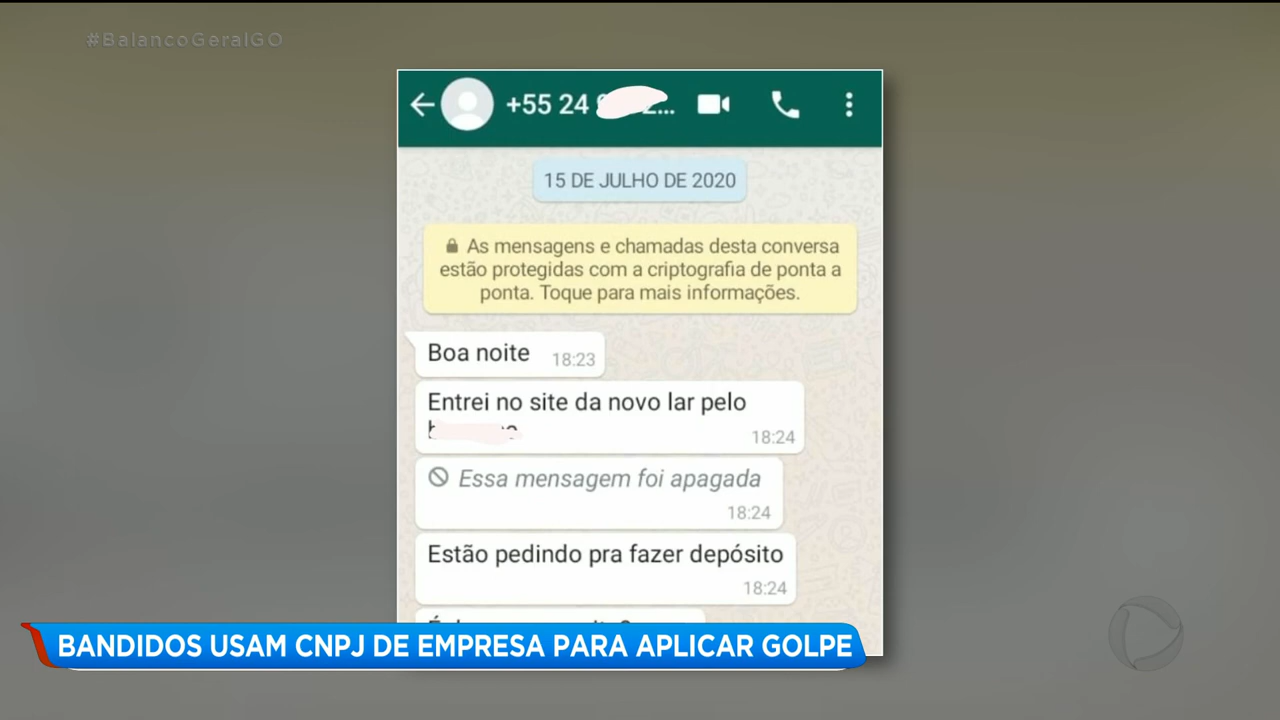 #BalancoGeralGO
+55 24
15 DE JULHO DE 2020
As mensagens e chamadas desta conversa
estão protegidas com a criptografia de ponta a
ponta. Toque para mais informações.
Boa noite 18:23
Entrei no site da novo lar pelo
18:24
Essa mensagem foi apagada
18:24
Estão pedindo pra fazer depósito
18:24
BANDIDOS USAM CNPJ DE EMPRESA PARA APLICAR GOLPE